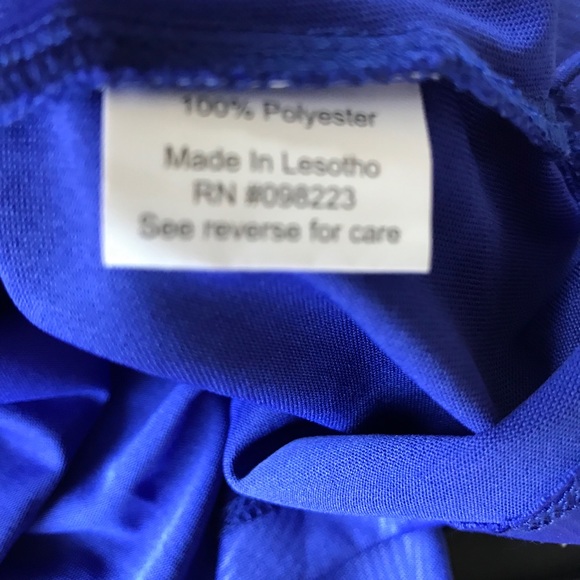 100% Polyester
Made In Lesotho
RN #098223
See reverse for care